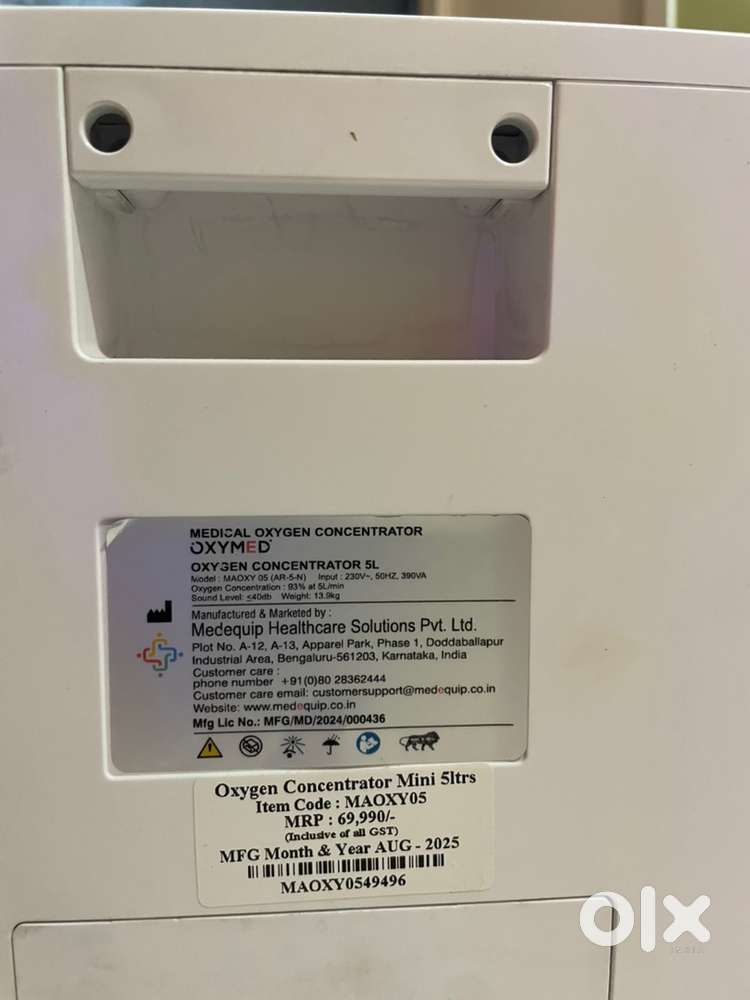 MEDICAL OXYGEN CONCENTRATOR
OXYMED
OXYGEN CONCENTRATOR 5L
Model : MAOXY 05 (AR-5-N) Input : 230V~, 50HZ, 390VA
Oxygen Concentration : 93% at 5L/min
Sound Level: ≤40db Weight: 13.9kg
Manufactured & Marketed by :
Medequip Healthcare Solutions Pvt. Ltd.
Plot No. A-12, A-13, Apparel Park, Phase 1, Doddaballapur
Industrial Area, Bengaluru-561203, Karnataka, India
Customer care :
phone number +91(0)80 28362444
Customer care email: customersupport@medequip.co.in
Website: www.medequip.co.in
Mfg Lic No.: MFG/MD/2024/000436
Oxygen Concentrator Mini 5ltrs
Item Code : MAOXY05
MRP : 69,990/-
(Inclusive of all GST)
MFG Month & Year AUG - 2025
MAOXY0549496
olx